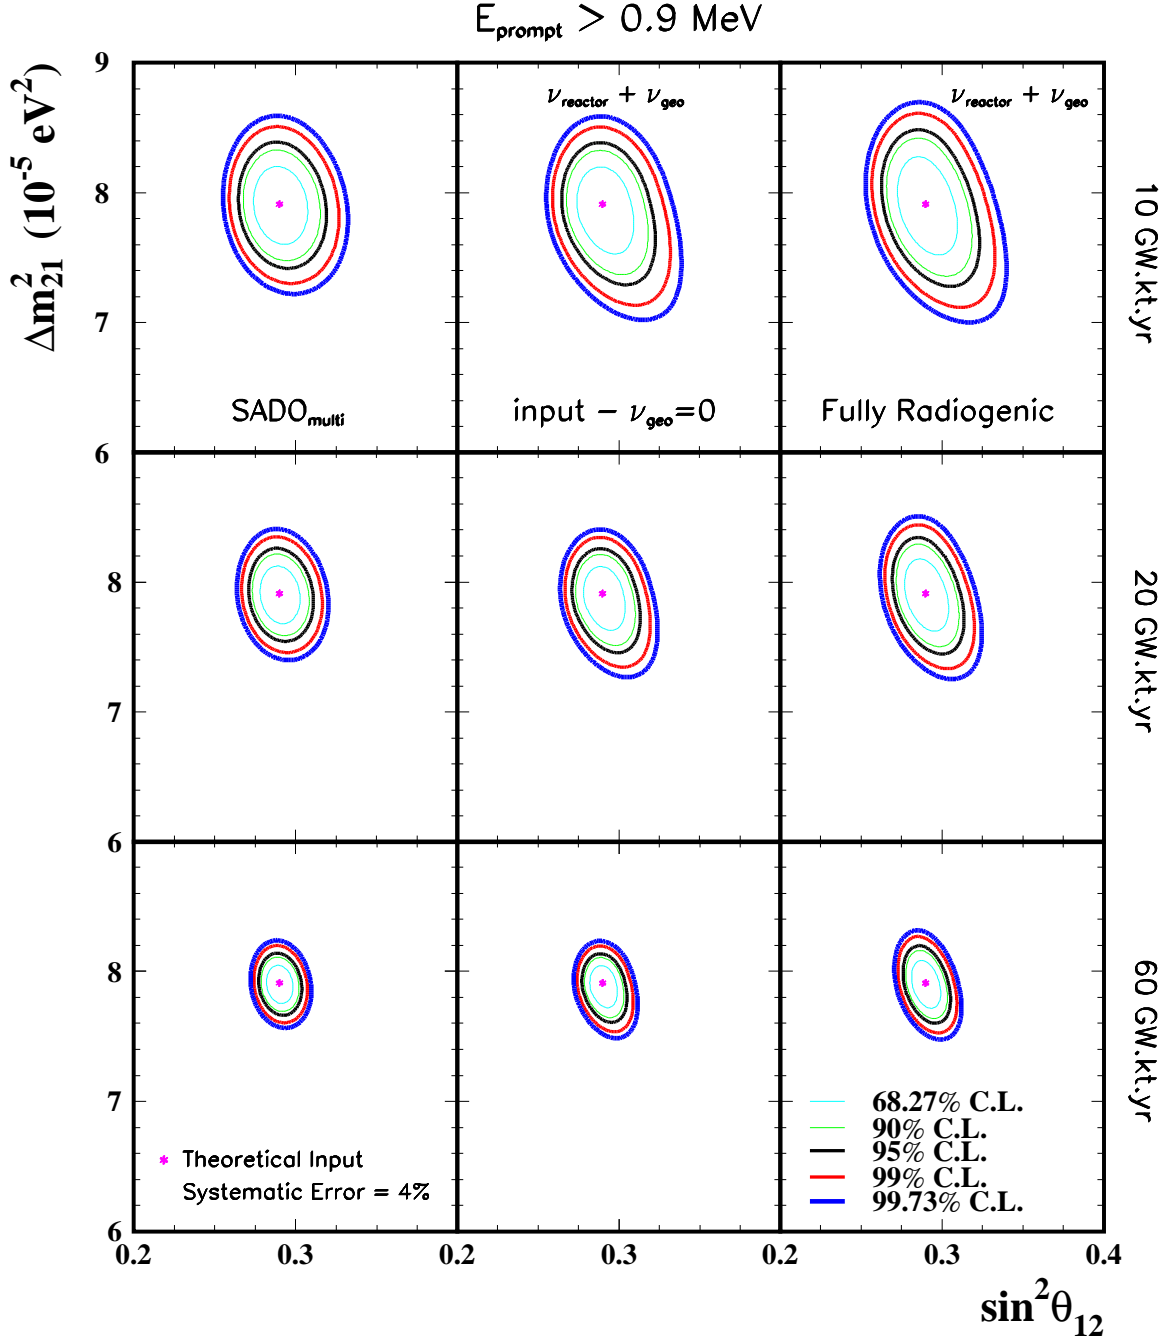 E_prompt > 0.9 MeV
Δm²₂₁ (10⁻⁵ eV²)
9
8
7
6
ν_reactor + ν_geo
ν_reactor + ν_geo
SADO_multi
input − ν_geo=0
Fully Radiogenic
10 GW.kt.yr
8
7
6
20 GW.kt.yr
8
7
6
60 GW.kt.yr
* Theoretical Input
Systematic Error = 4%
68.27% C.L.
90% C.L.
95% C.L.
99% C.L.
99.73% C.L.
0.2 0.3 0.2 0.3 0.2 0.3 0.4
sin²θ₁₂